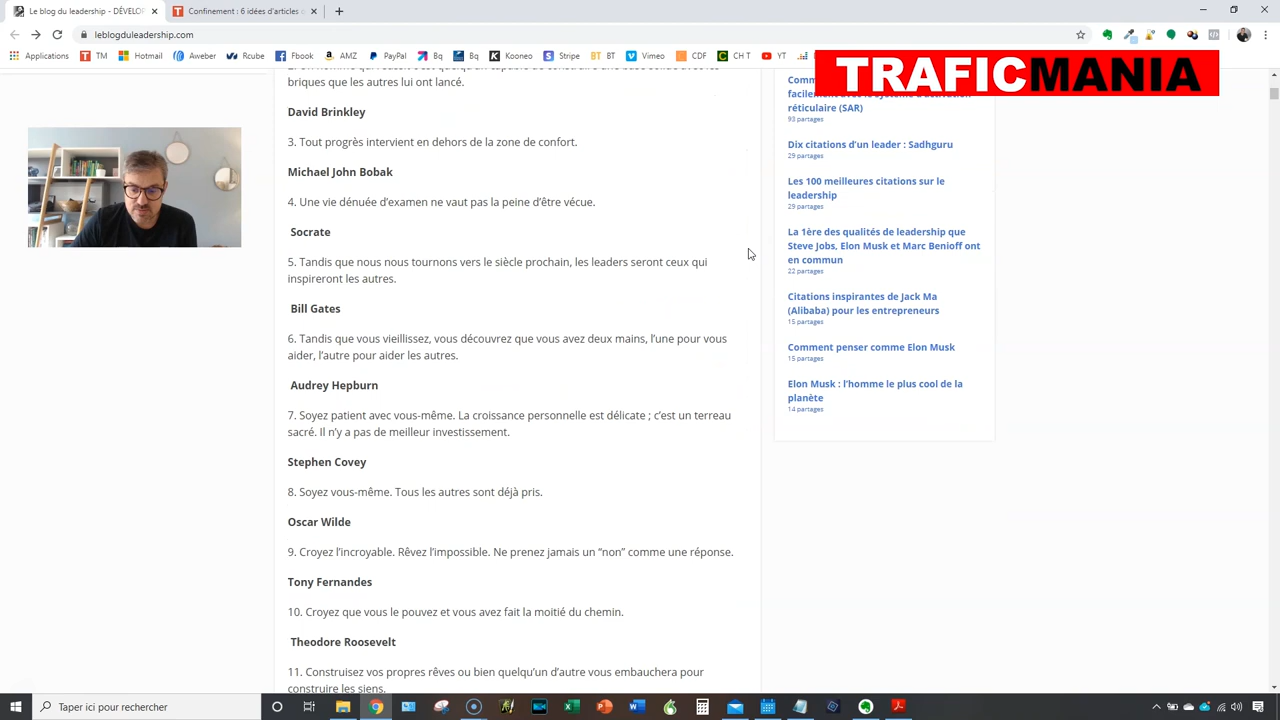 Le blog du leadership - DÉVELOP
Confinement : 6 idées d'articles
leblogduleadership.com
Applications
TM
Hotmail
Aweber
Rcube
Fbook
AMZ
PayPal
Bq
Bq
Kooneo
Stripe
BT
Vimeo
CDF
CH T
YT
TRAFICMANIA
briques que les autres lui ont lancé.
David Brinkley
3. Tout progrès intervient en dehors de la zone de confort.
Michael John Bobak
4. Une vie dénuée d’examen ne vaut pas la peine d’être vécue.
Socrate
5. Tandis que nous nous tournons vers le siècle prochain, les leaders seront ceux qui
inspireront les autres.
Bill Gates
6. Tandis que vous vieillissez, vous découvrez que vous avez deux mains, l’une pour vous
aider, l’autre pour aider les autres.
Audrey Hepburn
7. Soyez patient avec vous-même. La croissance personnelle est délicate ; c’est un terreau
sacré. Il n’y a pas de meilleur investissement.
Stephen Covey
8. Soyez vous-même. Tous les autres sont déjà pris.
Oscar Wilde
9. Croyez l’incroyable. Rêvez l’impossible. Ne prenez jamais un “non” comme une réponse.
Tony Fernandes
10. Croyez que vous le pouvez et vous avez fait la moitié du chemin.
Theodore Roosevelt
11. Construisez vos propres rêves ou bien quelqu’un d’autre vous embauchera pour
construire les siens.
réticulaire (SAR)
93 partages
Dix citations d’un leader : Sadhguru
29 partages
Les 100 meilleures citations sur le
leadership
29 partages
La 1ère des qualités de leadership que
Steve Jobs, Elon Musk et Marc Benioff ont
en commun
22 partages
Citations inspirantes de Jack Ma
(Alibaba) pour les entrepreneurs
15 partages
Comment penser comme Elon Musk
15 partages
Elon Musk : l’homme le plus cool de la
planète
14 partages
Taper ici pour rechercher